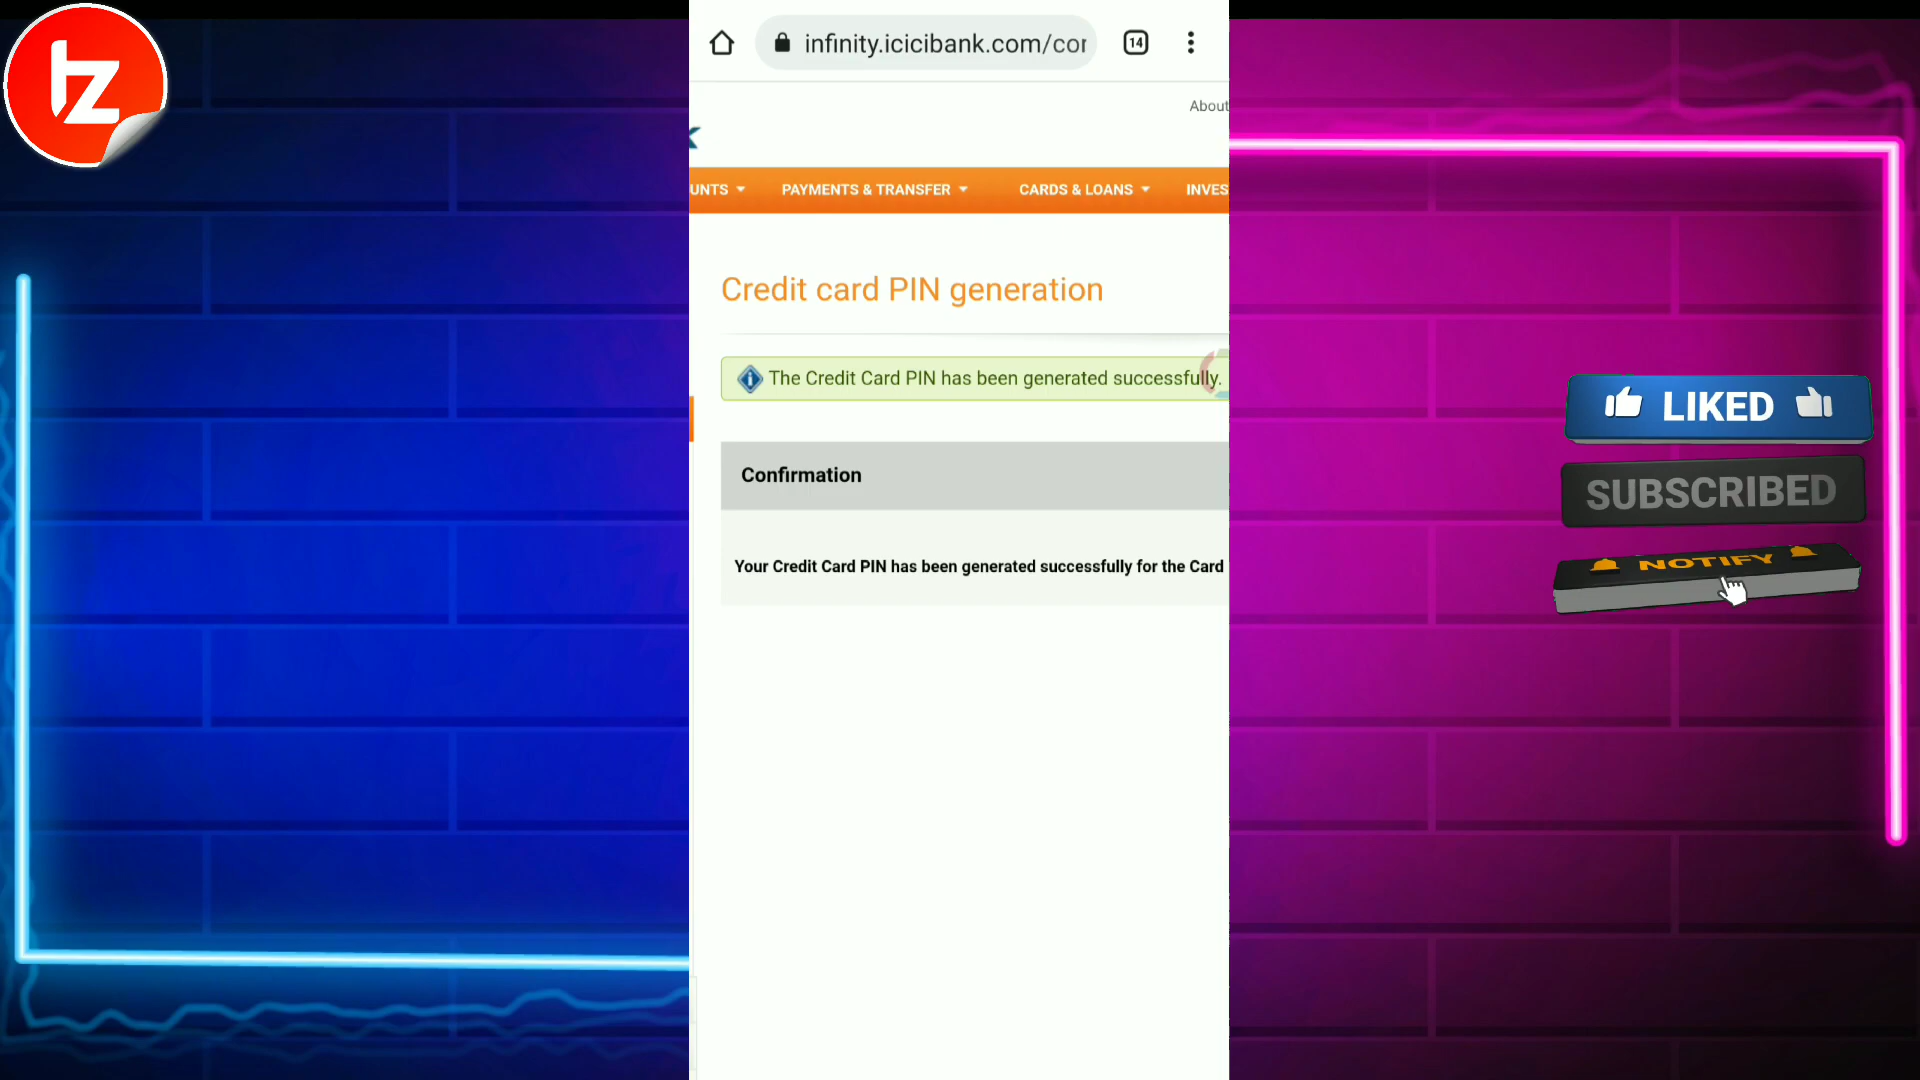 tz
infinity.icicibank.com/cor
14
About
UNTS
PAYMENTS & TRANSFER
CARDS & LOANS
INVES
Credit card PIN generation
The Credit Card PIN has been generated successfully.
Confirmation
Your Credit Card PIN has been generated successfully for the Card
LIKED
SUBSCRIBED
NOTIFY